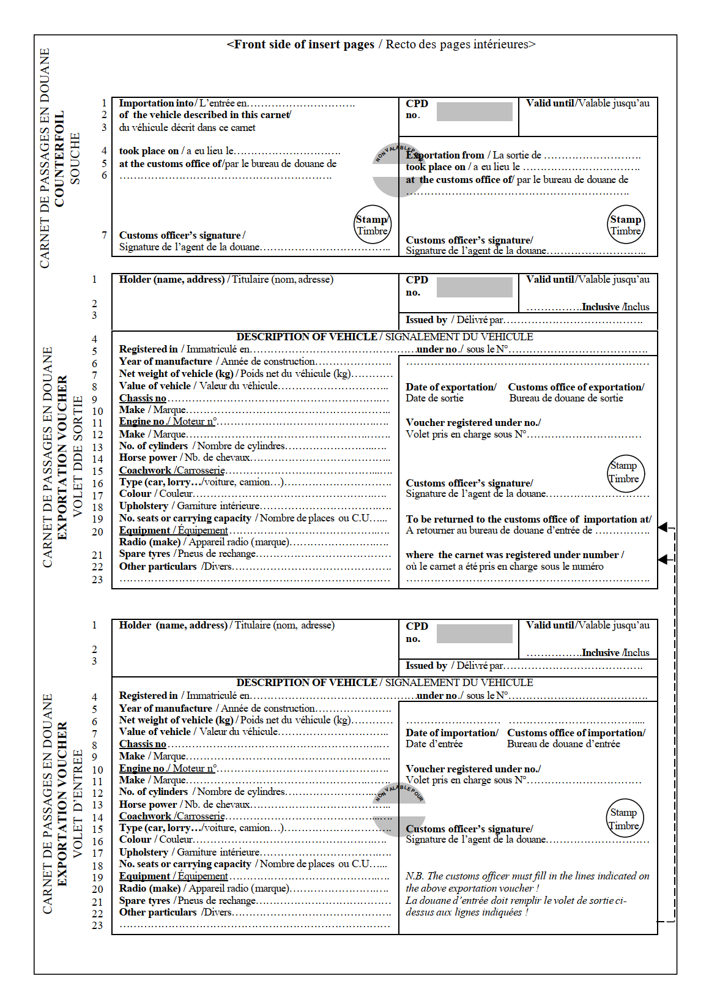 <Front side of insert pages / Recto des pages intérieures>
CARNET DE PASSAGES EN DOUANE
COUNTERFOIL
SOUCHE
1 Importation into / L’entrée en………………………….
2 of the vehicle described in this carnet/
3 du véhicule décrit dans ce carnet
4 took place on / a eu lieu le………………………….
5 at the customs office of/par le bureau de douane de
6 …………………………………………………….
Stamp/
Timbre
7 Customs officer’s signature /
Signature de l’agent de la douane………………………………..
CPD
no.
Valid until/Valable jusqu’au
NON VALABLE POUR
Exportation from / La sortie de ……………………….
took place on / a eu lieu le …………………………….
at the customs office of/ par le bureau de douane de
……………………………………………………….
Stamp
Timbre
Customs officer’s signature/
Signature de l’agent de la douane………………………..
CARNET DE PASSAGES EN DOUANE
EXPORTATION VOUCHER
VOLET DDE SORTIE
1 Holder (name, address) / Titulaire (nom, adresse)
2
3
CPD
no.
Valid until/Valable jusqu’au
…………….Inclusive /Inclus
Issued by / Délivré par………………………………….
4 DESCRIPTION OF VEHICLE / SIGNALEMENT DU VÉHICULE
5 Registered in / Immatriculé en…………………………………………under no./ sous le N°………………………………….
6 Year of manufacture / Année de construction………………….
7 Net weight of vehicle (kg) / Poids net du véhicule (kg)…………
8 Value of vehicle / Valeur du véhicule…………………………..
9 Chassis no…………………………………………………….…
10 Make / Marque…………………………………………………..
11 Engine no./ Moteur n°……………………………………….….
12 Make / Marque………………………………………………….
13 No. of cylinders / Nombre de cylindres…………………...….
14 Horse power / Nb. de chevaux…………………………………..
15 Coachwork /Carrosserie……………………………………...….
16 Type (car, lorry…/voiture, camion…)………………………….
17 Colour / Couleur…………………………………………….….
18 Upholstery / Garniture intérieure…………………………….….
19 No. seats or carrying capacity / Nombre de places ou C.U…...
20 Equipment / Équipement…………………………………….….
Radio (make) / Appareil radio (marque)…………………….….
21 Spare tyres / Pneus de rechange…………………………………
22 Other particulars /Divers……………………………………….
23 ……………………………………………………………………
……………………………………………………………
Date of exportation/ Customs office of exportation/
Date de sortie Bureau de douane de sortie
Voucher registered under no./
Volet pris en charge sous N°……………………………
Stamp
Timbre
Customs officer’s signature/
Signature de l’agent de la douane…………………………
To be returned to the customs office of importation at/
A retourner au bureau de douane d’entrée de …………….
where the carnet was registered under number /
où le carnet a été pris en charge sous le numéro
…………………………………………………………….
CARNET DE PASSAGES EN DOUANE
EXPORTATION VOUCHER
VOLET D’ENTREE
1 Holder (name, address) / Titulaire (nom, adresse)
2
3
CPD
no.
Valid until/Valable jusqu’au
…………….Inclusive /Inclus
Issued by / Délivré par………………………………….
DESCRIPTION OF VEHICLE / SIGNALEMENT DU VÉHICULE
4 Registered in / Immatriculé en…………………………………………under no./ sous le N°………………………………….
5 Year of manufacture / Année de construction………………….
6 Net weight of vehicle (kg) / Poids net du véhicule (kg)…………
7 Value of vehicle / Valeur du véhicule…………………………..
8 Chassis no…………………………………………………….…
9 Make / Marque…………………………………………………..
10 Engine no./ Moteur n°……………………………………….….
11 Make / Marque………………………………………………….
12 No. of cylinders / Nombre de cylindres…………………...….
13 Horse power / Nb. de chevaux…………………………………..
14 Coachwork /Carrosserie……………………………………...….
15 Type (car, lorry…/voiture, camion…)………………………….
16 Colour / Couleur…………………………………………….….
17 Upholstery / Garniture intérieure…………………………….….
18 No. seats or carrying capacity / Nombre de places ou C.U…...
19 Equipment / Équipement…………………………………….….
20 Radio (make) / Appareil radio (marque)…………………….….
21 Spare tyres / Pneus de rechange…………………………………
22 Other particulars /Divers……………………………………….
23 ……………………………………………………………………
NON VALABLE POUR
……………………… ………………………………....
Date of importation/ Customs office of importation/
Date d’entrée Bureau de douane d’entrée
Voucher registered under no./
Volet pris en charge sous N°……………………………
Stamp
Timbre
Customs officer’s signature/
Signature de l’agent de la douane…………………………
N.B. The customs officer must fill in the lines indicated on
the above exportation voucher !
La douane d’entrée doit remplir le volet de sortie ci-
dessus aux lignes indiquées !